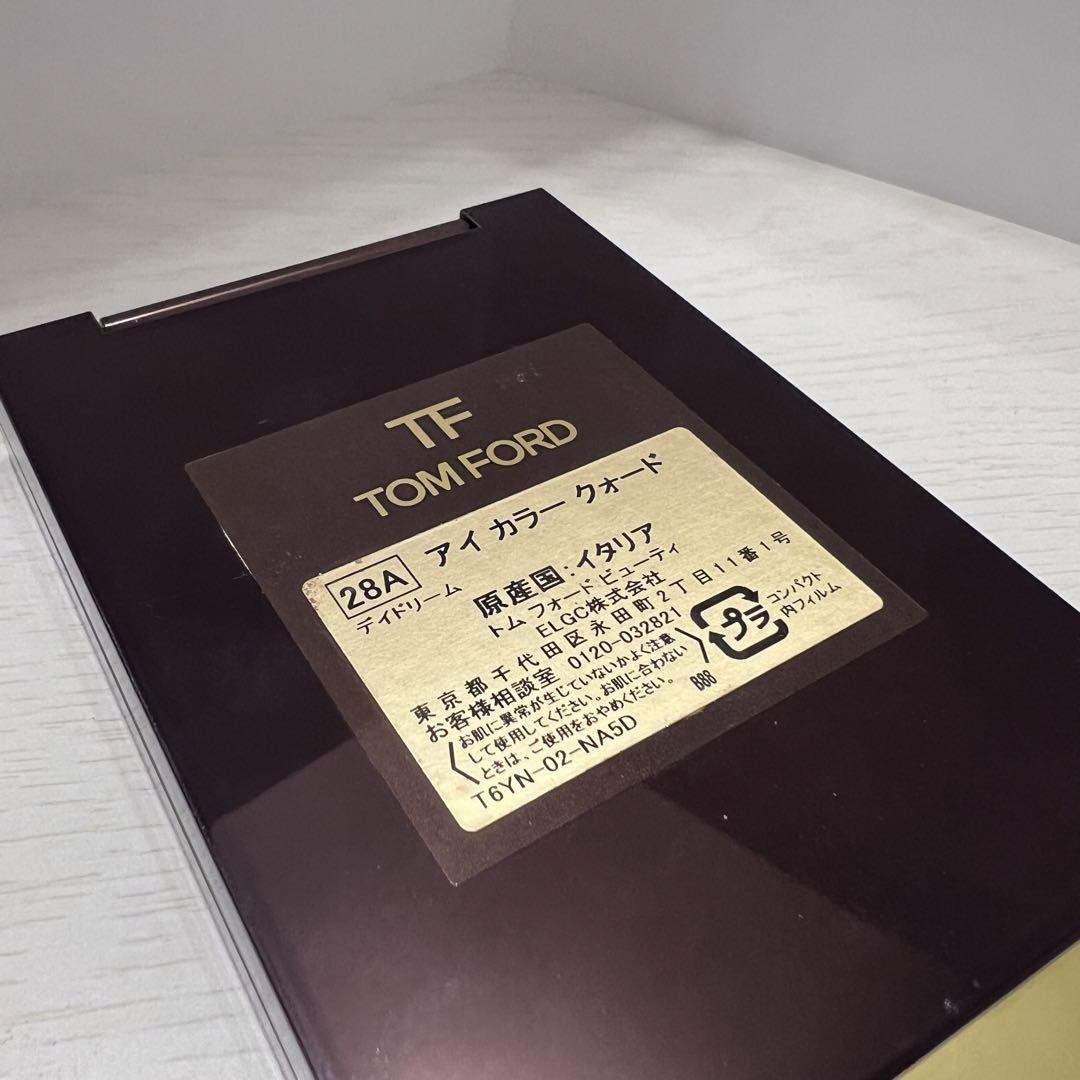 TF
TOM FORD
28A アイ カラー クォード
デイドリーム
原産国:イタリア
トム フォード ビューティ
ELGC株式会社
東京都千代田区永田町2丁目11番1号
お客様相談室 0120-032821
お肌に異常が生じていないかよく注意
して使用してください。お肌に合わない
ときは、ご使用をおやめください。
T6YN-02-NA5D
B88
プラ
コンパクト
内フィルム